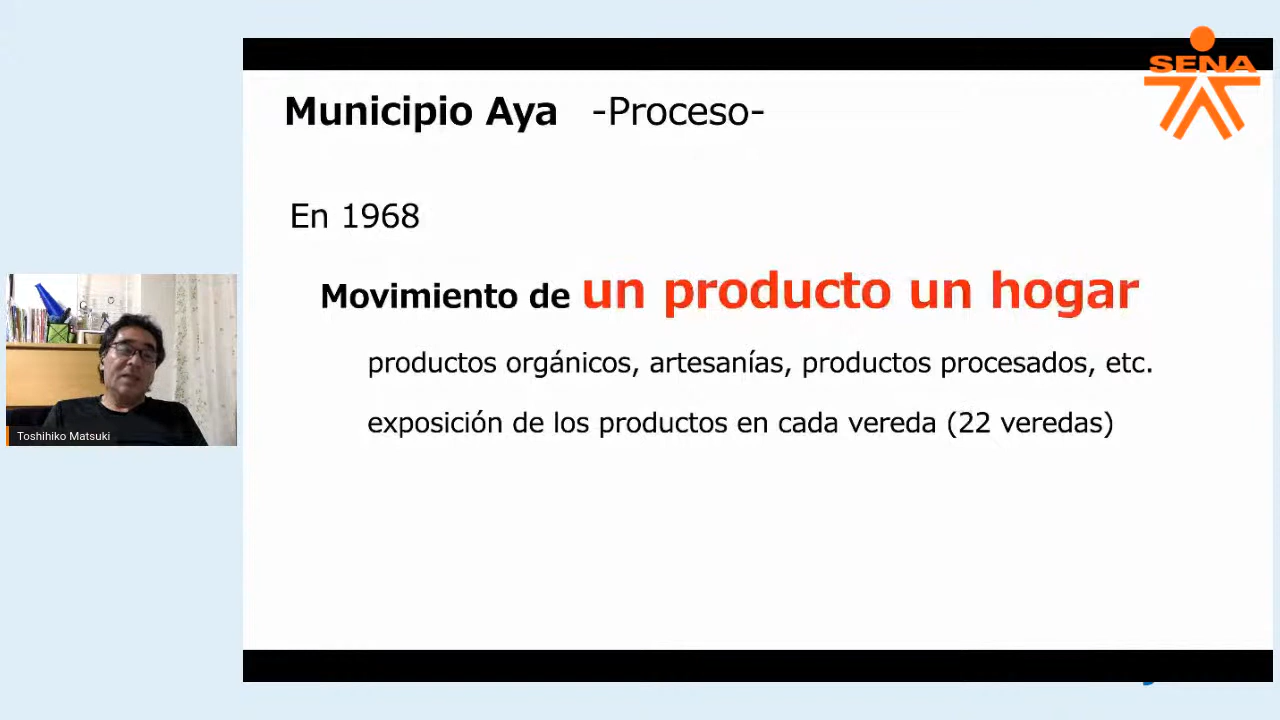 SENA
Municipio Aya -Proceso-
En 1968
Movimiento de un producto un hogar
productos orgánicos, artesanías, productos procesados, etc.
exposición de los productos en cada vereda (22 veredas)
Toshihiko Matsuki